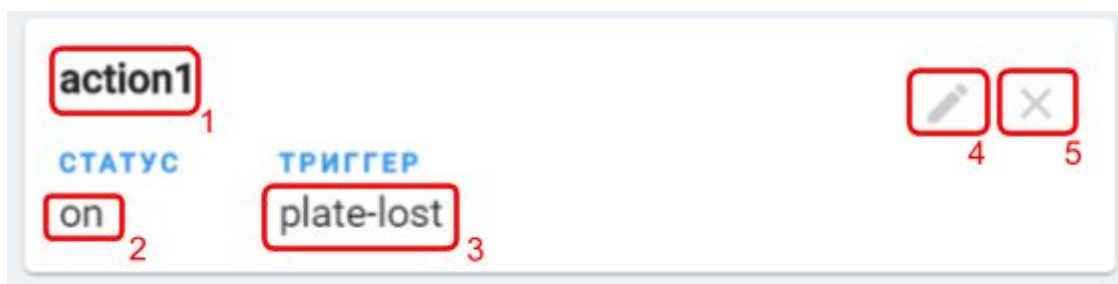 action1
1
4 5
СТАТУС ТРИГГЕР
on plate-lost
2 3